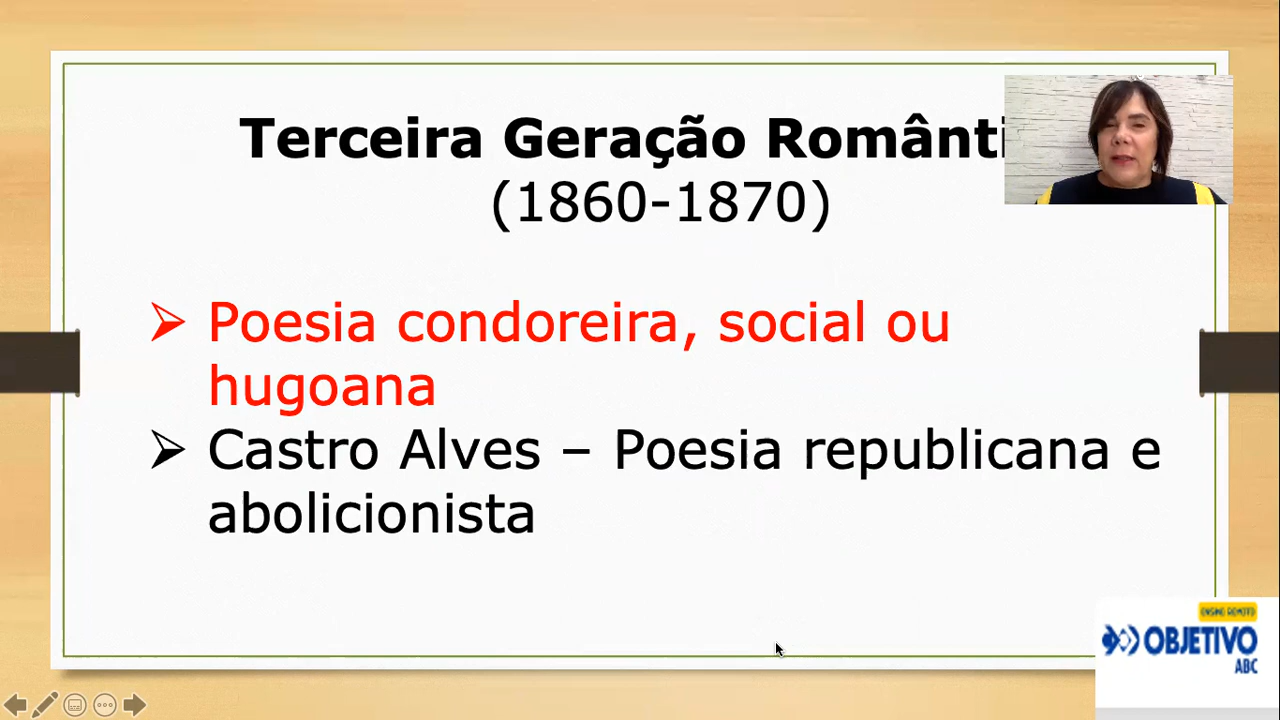 Terceira Geração Românti
(1860-1870)
➢ Poesia condoreira, social ou
hugoana
➢ Castro Alves – Poesia republicana e
abolicionista
ENSINO REMOTO
OBJETIVO
ABC